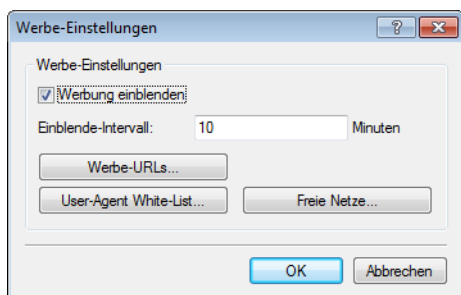 Werbe-Einstellungen
Werbe-Einstellungen
Werbung einblenden
Einblende-Intervall: 10 Minuten
Werbe-URLs...
User-Agent White-List... Freie Netze...
OK Abbrechen